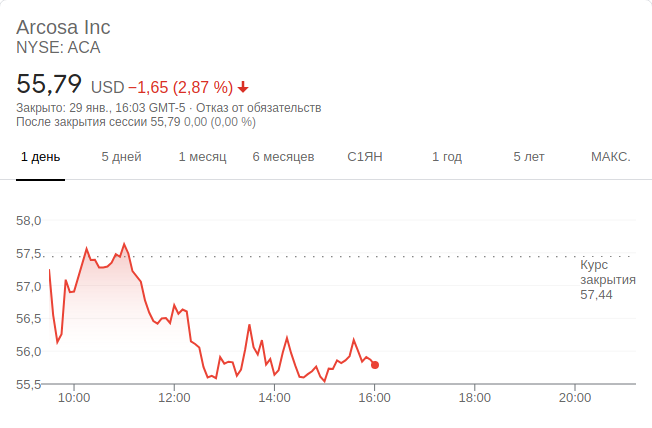 Arcosa Inc
NYSE: ACA
55,79 USD −1,65 (2,87 %)
Закрыто: 29 янв., 16:03 GMT-5 · Отказ от обязательств
После закрытия сессии 55,79 0,00 (0,00 %)
1 день 5 дней 1 месяц 6 месяцев С1ЯН 1 год 5 лет МАКС.
58,0
57,5
Курс
закрытия
57,44
57,0
56,5
56,0
55,5
10:00 12:00 14:00 16:00 18:00 20:00